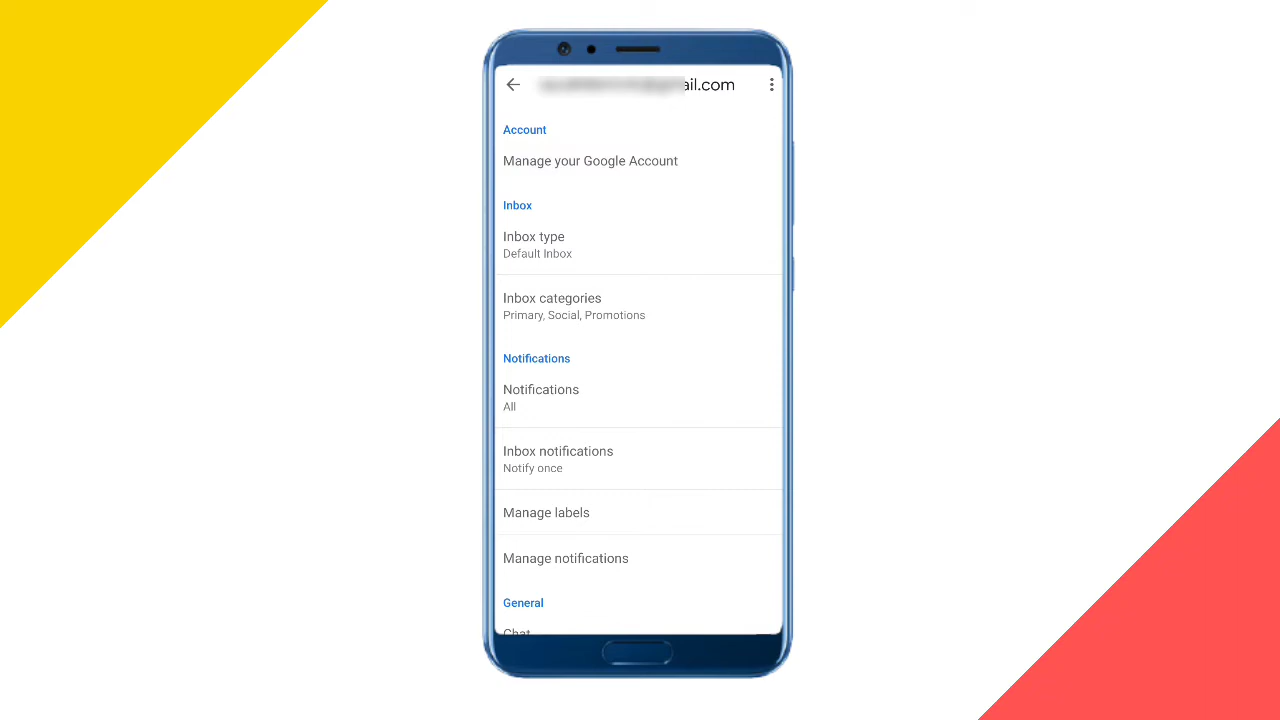 ail.com
Account
Manage your Google Account
Inbox
Inbox type
Default Inbox
Inbox categories
Primary, Social, Promotions
Notifications
Notifications
All
Inbox notifications
Notify once
Manage labels
Manage notifications
General
Chat